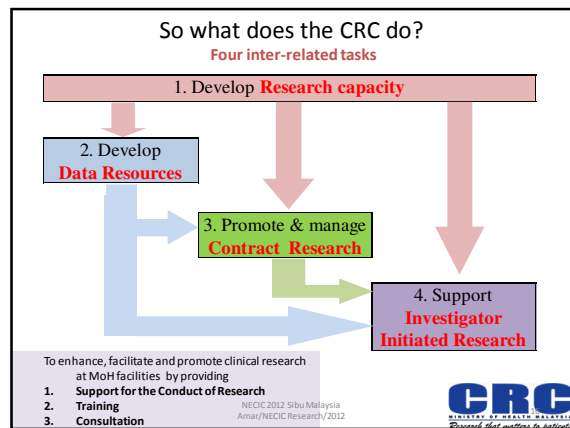 So what does the CRC do?
Four inter-related tasks
1. Develop Research capacity
2. Develop
Data Resources
3. Promote & manage
Contract Research
4. Support
Investigator
Initiated Research
To enhance, facilitate and promote clinical research
at MoH facilities by providing
1. Support for the Conduct of Research
2. Training
3. Consultation
NECIC 2012 Sibu Malaysia
Amar/NECIC Research/2012
CRC
MINISTRY OF HEALTH MALAYSIA
Research that matters to patients